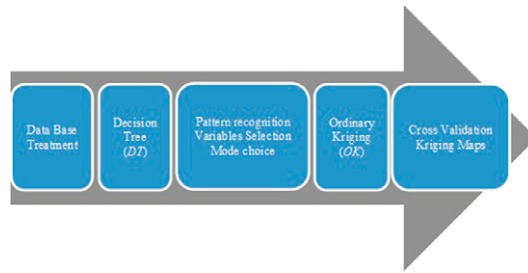 Data Base
Treatment
Decision
Tree
(DT)
Pattern recognition
Variables Selection
Mode choice
Ordinary
Kriging
(OK)
Cross Validation
Kriging Maps